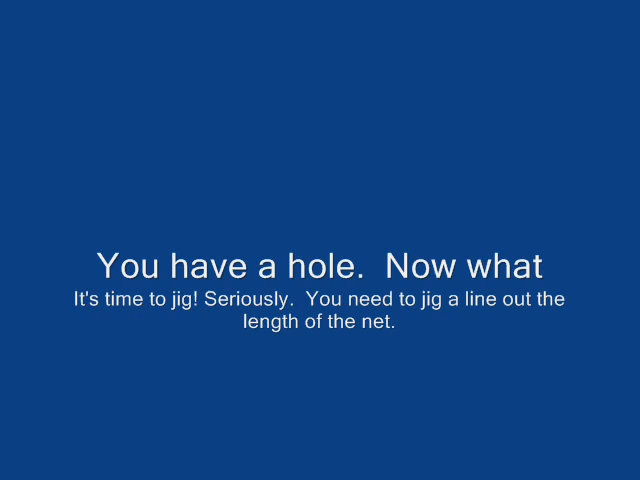 You have a hole.  Now what
It's time to jig! Seriously.  You need to jig a line out the
length of the net.